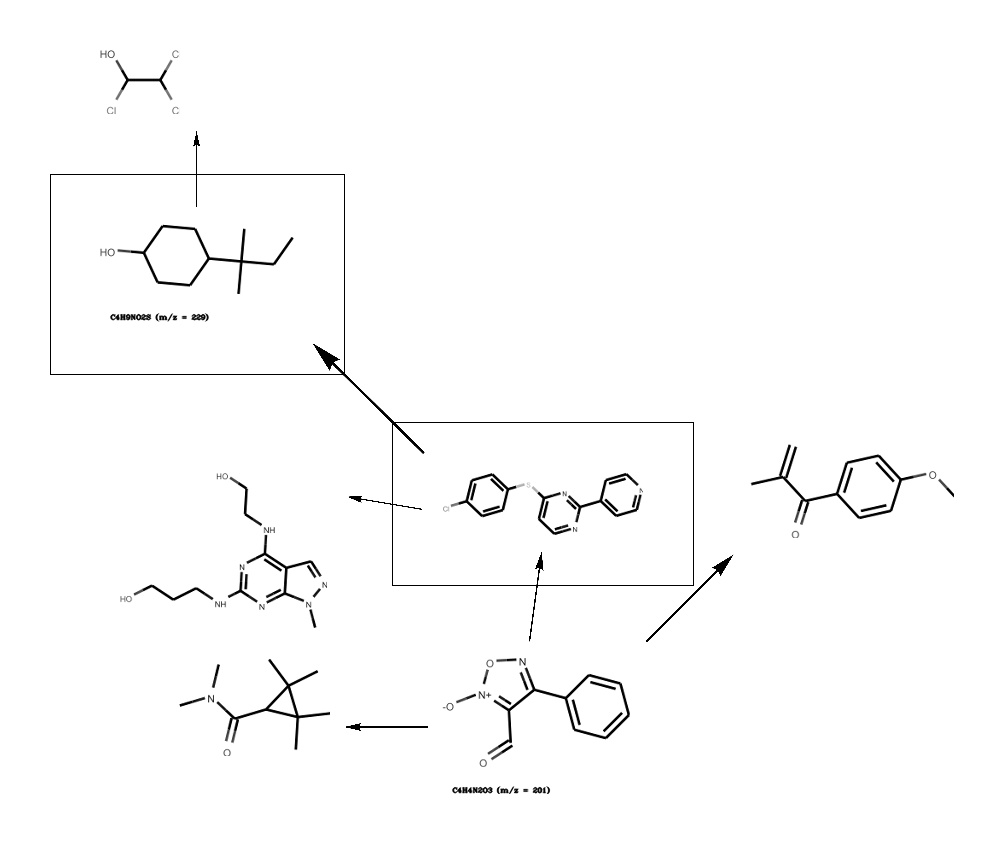 HO C
Cl C
HO
C4H9NO2S (m/z = 229)
HO
Cl S N N N
O
O
NH
N N
HO NH N N
O N
N
N+
-O
O
O
C4H4N2O3 (m/z = 201)